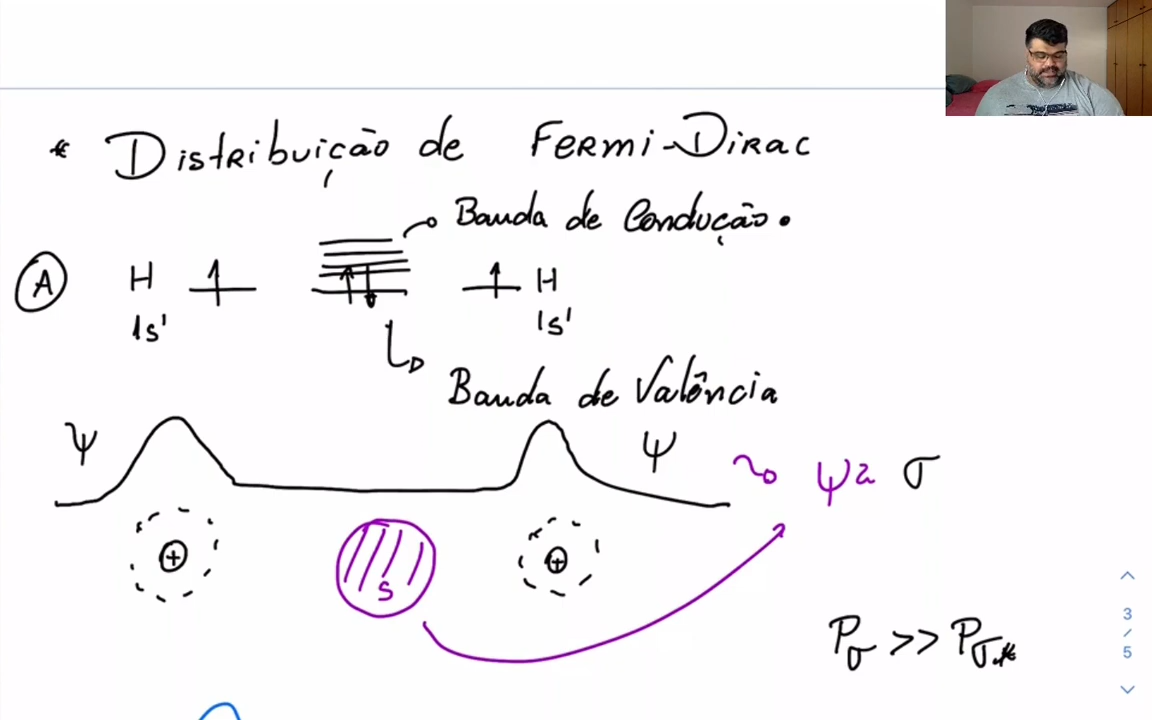 * Distribuição de Fermi-Dirac
Banda de Condução.
A H H
1s¹ 1s¹
Banda de Valência
ψ ψ ψ² σ
+ +
S
Pσ >> Pσ*
3
/
5